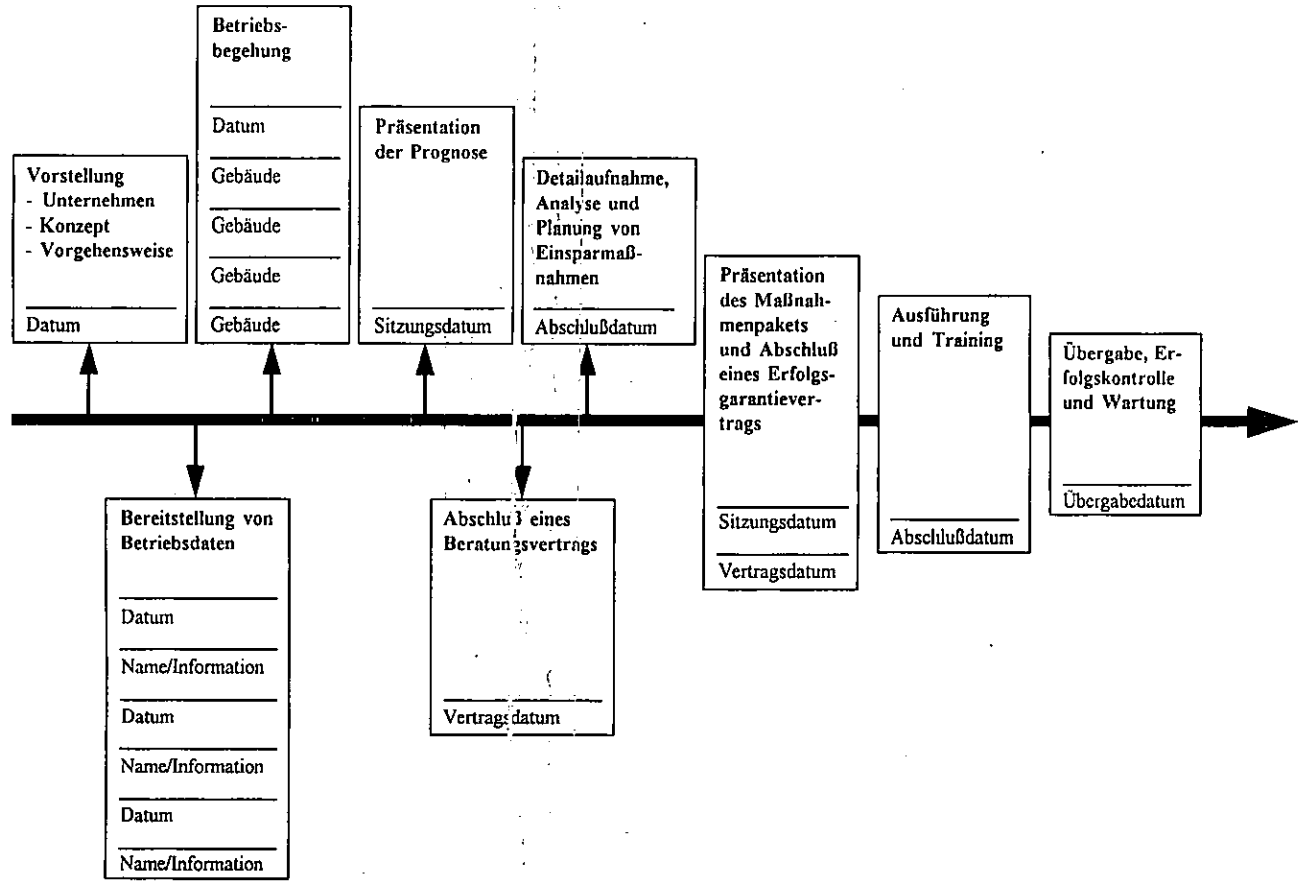 Vorstellung
- Unternehmen
- Konzept
- Vorgehensweise
Datum
Betriebs-
begehung
Datum
Gebäude
Gebäude
Gebäude
Gebäude
Präsentation
der Prognose
Sitzungsdatum
Detailaufnahme,
Analyse und
Planung von
Einsparmaß-
nahmen
Abschlußdatum
Präsentation
des Maßnah-
menpakets
und Abschluß
eines Erfolgs-
garantiever-
trags
Sitzungsdatum
Vertragsdatum
Ausführung
und Training
Abschlußdatum
Übergabe, Er-
folgskontrolle
und Wartung
Übergabedatum
Bereitstellung von
Betriebsdaten
Datum
Name/Information
Datum
Name/Information
Datum
Name/Information
Abschluß eines
Beratungsvertrags
Vertragsdatum